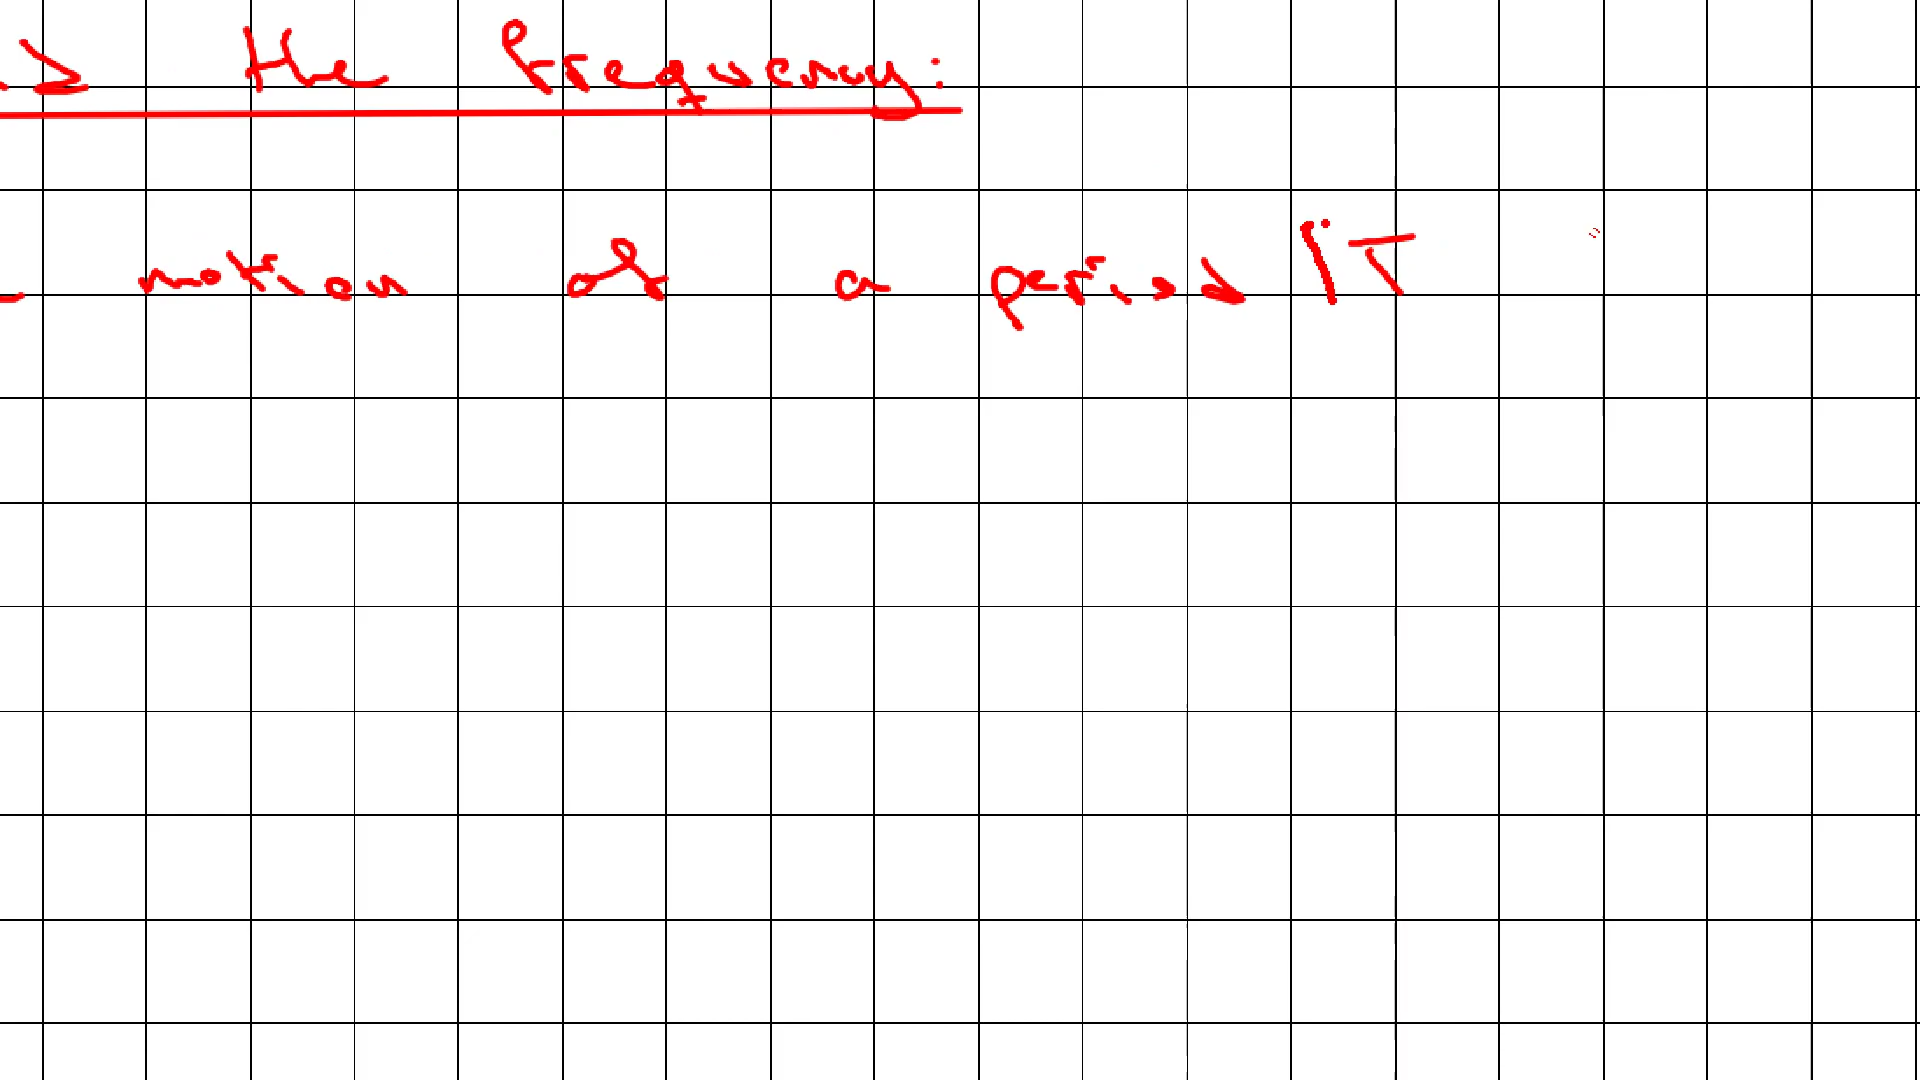 the frequency:
motion of a period T